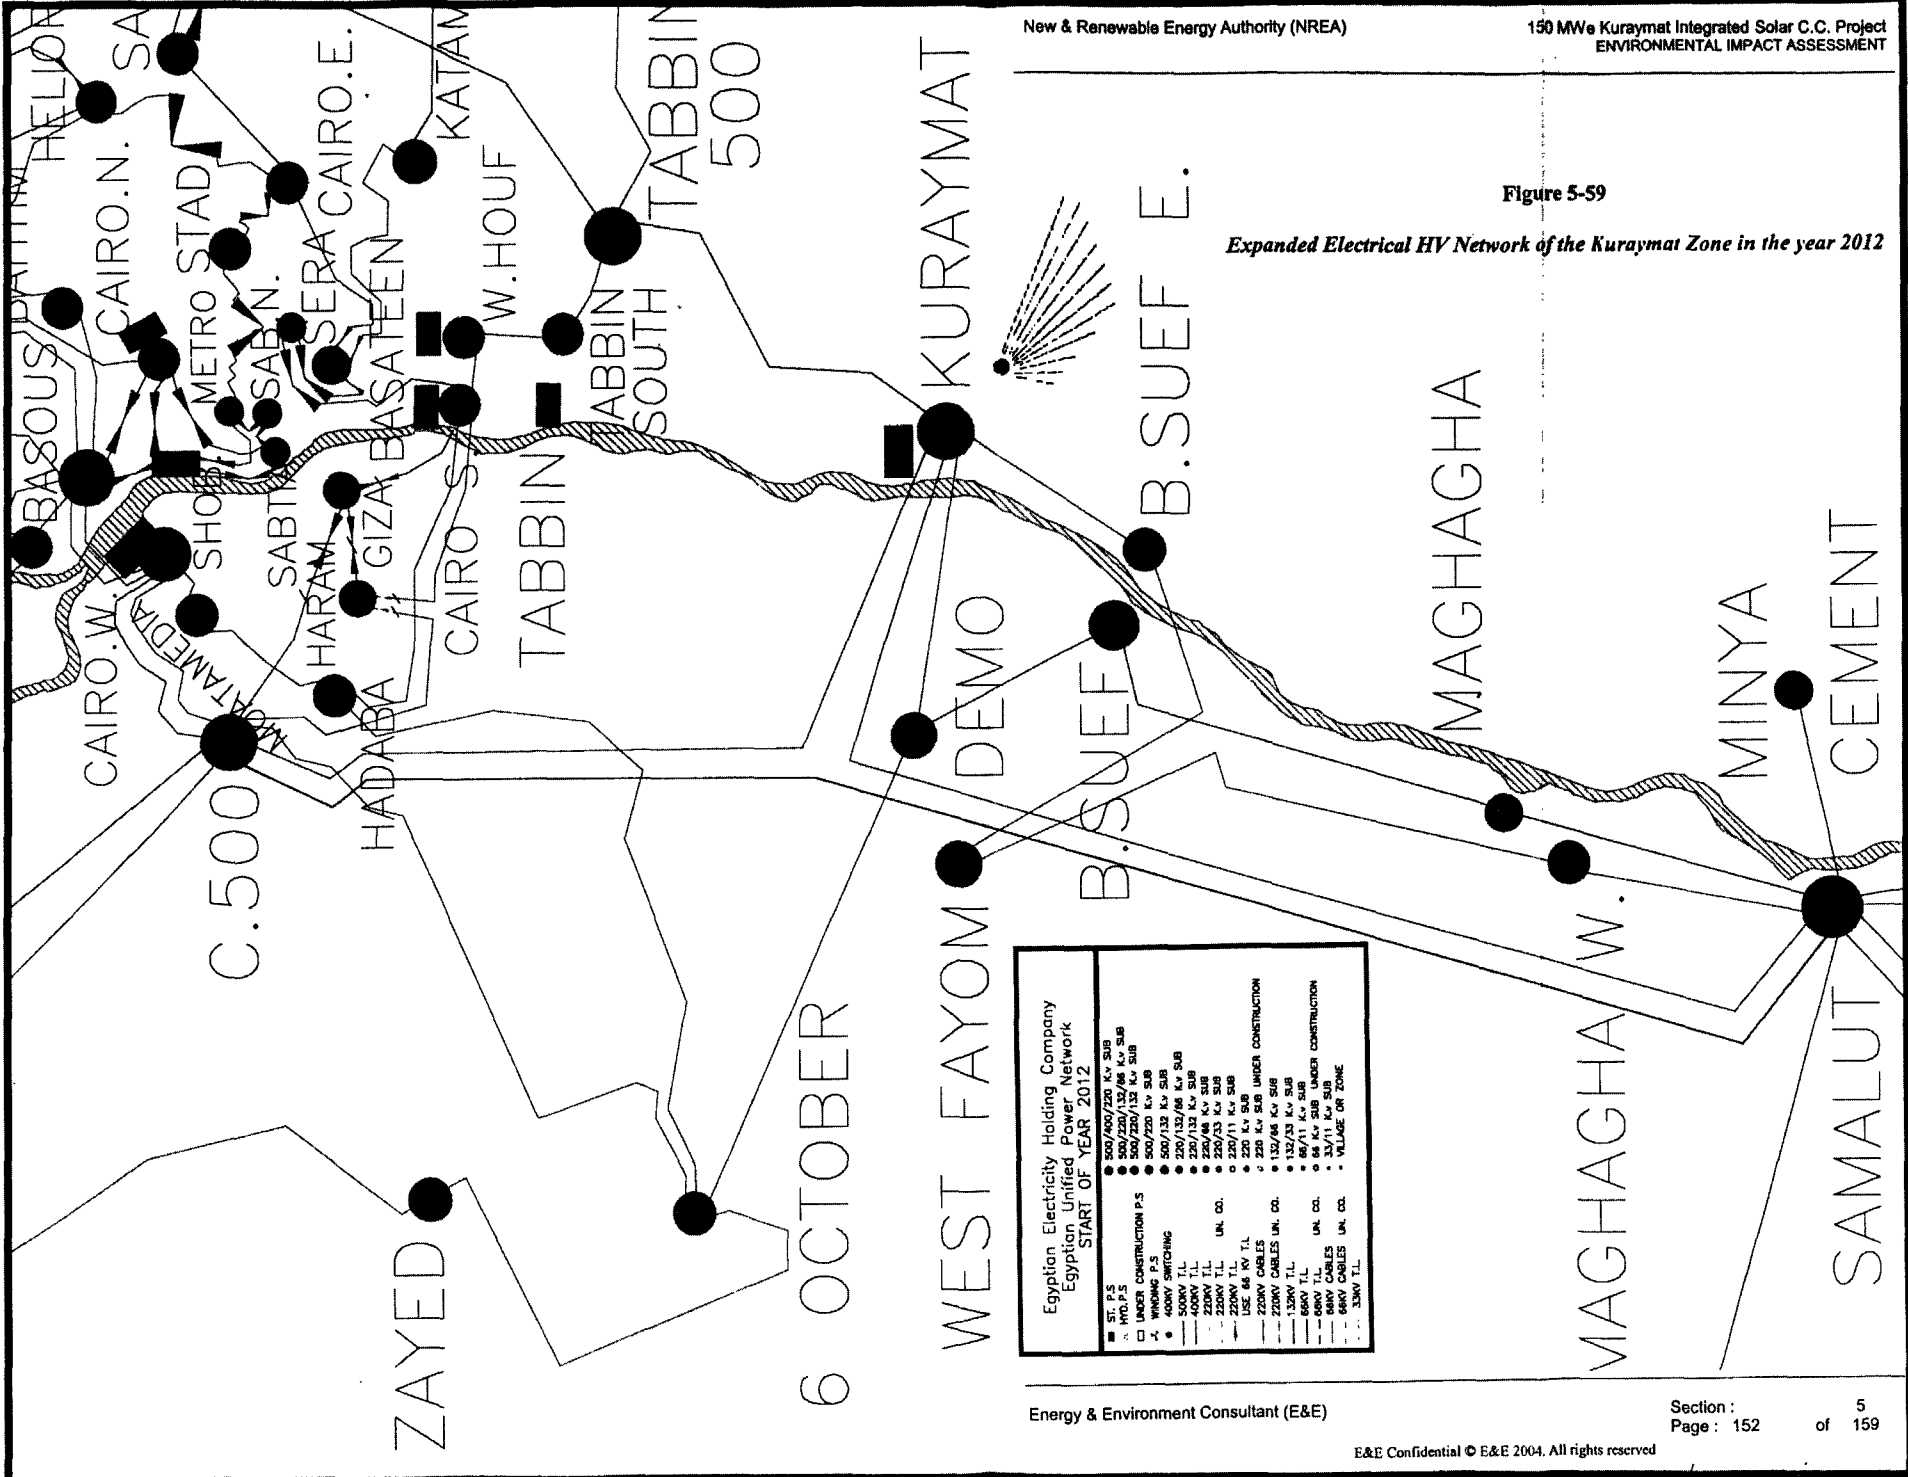 New & Renewable Energy Authority (NREA)
150 MWe Kuraymat Integrated Solar C.C. Project
ENVIRONMENTAL IMPACT ASSESSMENT
Figure 5-59
Expanded Electrical HV Network of the Kuraymat Zone in the year 2012
SA
CAIRO.N.
METRO STAD
SERA
CAIRO.E.
W.HOUF
TABBIN
500
KURAYMAT
B.SUEF E.
BASOUS
SAB N.
BASATEEN
TABBIN
SOUTH
MAGHAGHA
CAIRO.W.
HARAM
GIZA
CAIRO S
TABBIN
DEMO
B.SUEF
MINYA
CEMENT
C.500
HADABA
ZAYED
6 OCTOBER
WEST FAYOM
MAGHAGHA W.
SAMALUT
Egyptian Electricity Holding Company
Egyptian Unified Power Network
START OF YEAR 2012
ST. P.S
HYD.P.S
UNDER CONSTRUCTION P.S
WINDING P.S
400KV SWITCHING
500KV T.L
400KV T.L
220KV T.L
220KV T.L UN. CO.
220KV T.L
USE 66 KV T.L
220KV CABLES
220KV CABLES UN. CO.
132KV T.L
66KV T.L
66KV T.L UN. CO.
66KV CABLES
66KV CABLES UN. CO.
33KV T.L
500/400/220 K.v SUB
500/220/132/66 K.v SUB
500/220/132 K.v SUB
500/220 K.v SUB
500/132 K.v SUB
220/132/66 K.v SUB
220/132 K.v SUB
220/66 K.v SUB
220/33 K.v SUB
220/11 K.v SUB
220 K.v SUB
220 K.v SUB UNDER CONSTRUCTION
132/66 K.v SUB
132/33 K.v SUB
66/11 K.v SUB
66 K.v SUB UNDER CONSTRUCTION
33/11 K.v SUB
VILLAGE OR ZONE
Energy & Environment Consultant (E&E)
Section : 5
Page : 152 of 159
E&E Confidential © E&E 2004. All rights reserved